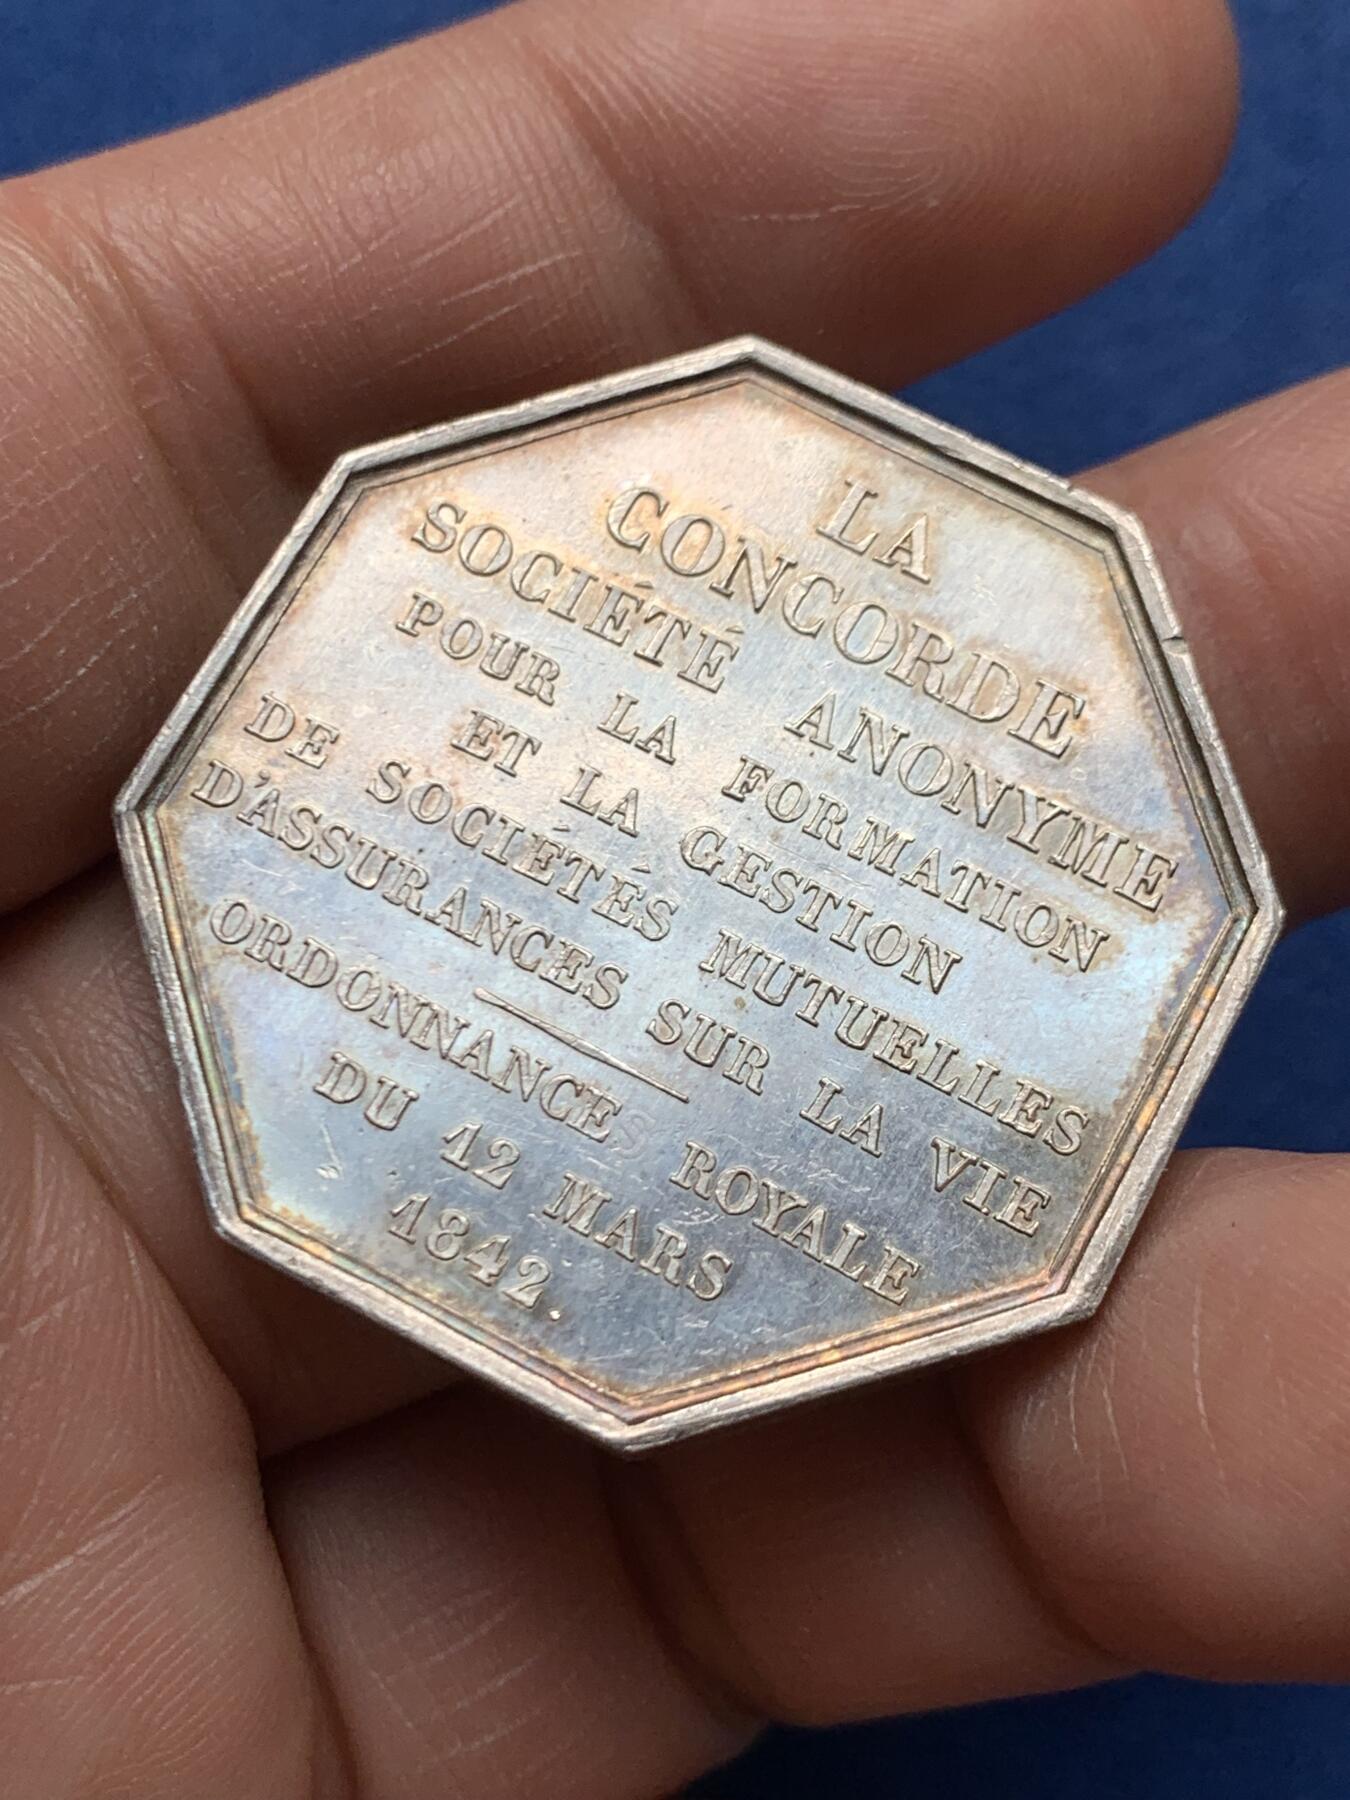 LA
CONCORDE
SOCIÉTÉ ANONYME
POUR LA FORMATION
ET LA GESTION
DE SOCIÉTÉS MUTUELLES
D'ASSURANCES SUR LA VIE
ORDONNANCES ROYALE
DU 12 MARS
1842.